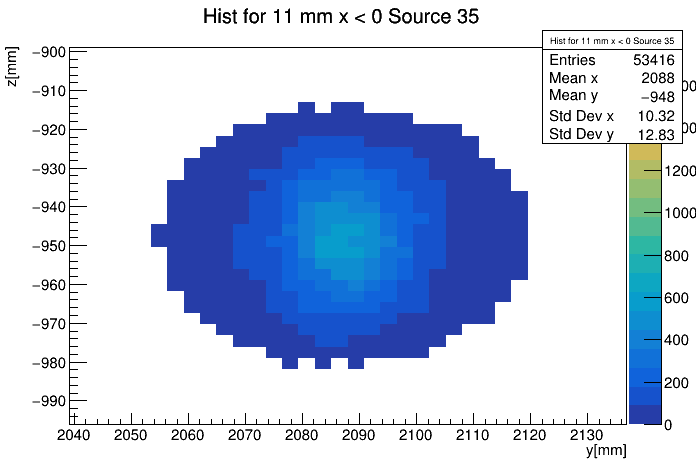 Hist for 11 mm x < 0 Source 35
Hist for 11 mm x < 0 Source 35
Entries 53416
Mean x 2088
Mean y −948
Std Dev x 10.32
Std Dev y 12.83
z[mm]
−900
−910
−920
−930
−940
−950
−960
−970
−980
−990
2040 2050 2060 2070 2080 2090 2100 2110 2120 2130
y[mm]
1200
1000
800
600
400
200
0